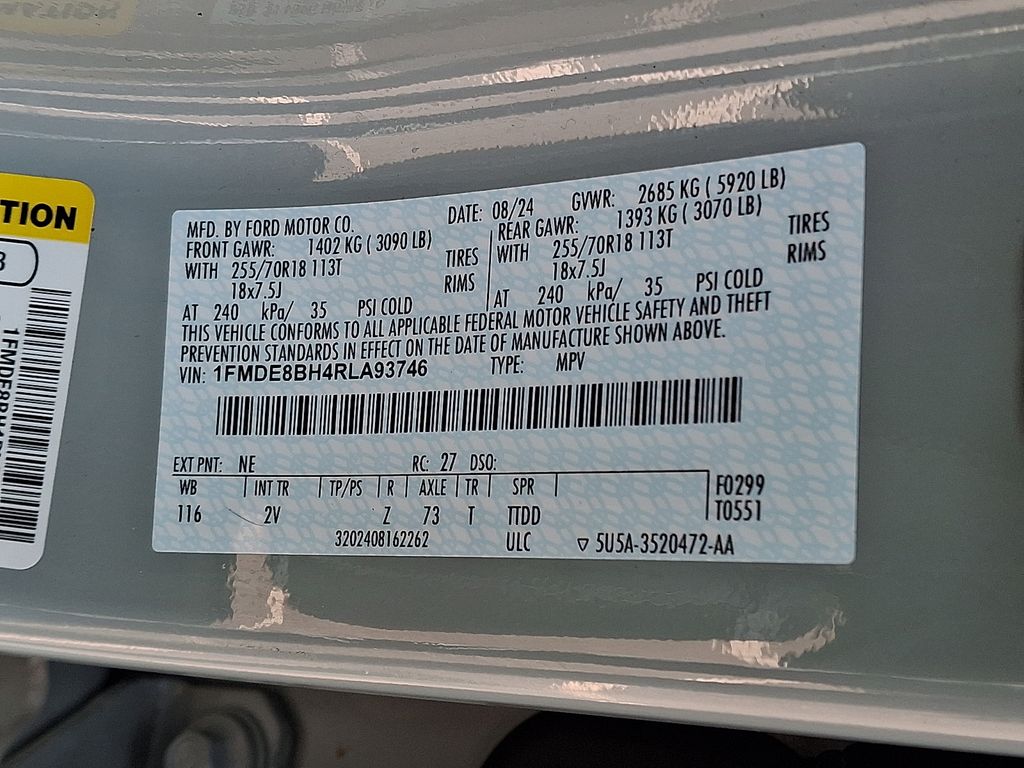 TION
1FMDE8BH4R
MFD. BY FORD MOTOR CO.
DATE: 08/24 GVWR: 2685 KG ( 5920 LB)
FRONT GAWR: 1402 KG ( 3090 LB) REAR GAWR: 1393 KG ( 3070 LB)
WITH 255/70R18 113T TIRES WITH 255/70R18 113T TIRES
18x7.5J RIMS 18x7.5J RIMS
AT 240 kPa/ 35 PSI COLD AT 240 kPa/ 35 PSI COLD
THIS VEHICLE CONFORMS TO ALL APPLICABLE FEDERAL MOTOR VEHICLE SAFETY AND THEFT
PREVENTION STANDARDS IN EFFECT ON THE DATE OF MANUFACTURE SHOWN ABOVE.
VIN: 1FMDE8BH4RLA93746 TYPE: MPV
EXT PNT: NE RC: 27 DSO:
WB INT TR TP/PS R AXLE TR SPR F0299
116 2V Z 73 T TTDD T0551
3202408162262 ULC ▽ 5U5A-3520472-AA